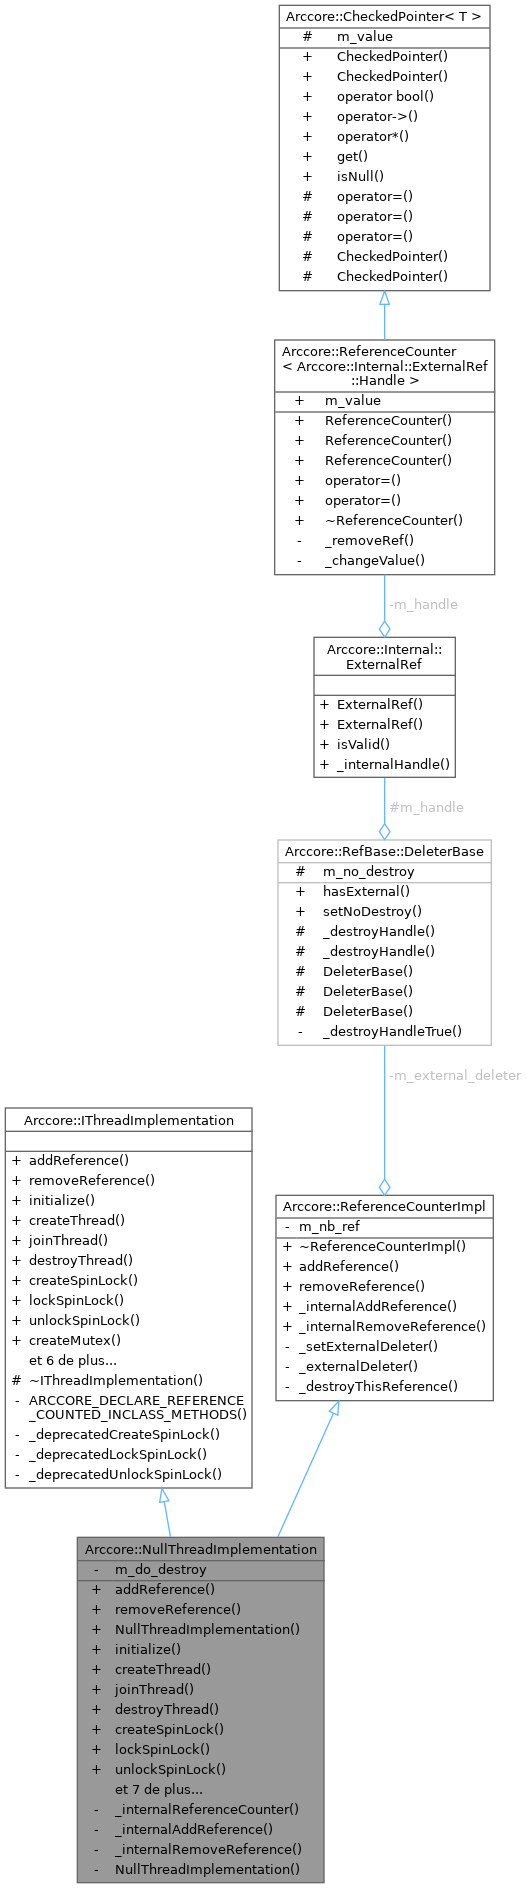 Arccore::CheckedPointer< T >
# m_value
+ CheckedPointer()
+ CheckedPointer()
+ operator bool()
+ operator->()
+ operator*()
+ get()
+ isNull()
# operator=()
# operator=()
# operator=()
# CheckedPointer()
# CheckedPointer()
Arccore::ReferenceCounter
< Arccore::Internal::ExternalRef
::Handle >
+ m_value
+ ReferenceCounter()
+ ReferenceCounter()
+ ReferenceCounter()
+ operator=()
+ operator=()
+ ~ReferenceCounter()
- _removeRef()
- _changeValue()
-m_handle
Arccore::Internal::
ExternalRef
+ ExternalRef()
+ ExternalRef()
+ isValid()
+ _internalHandle()
#m_handle
Arccore::RefBase::DeleterBase
# m_no_destroy
+ hasExternal()
+ setNoDestroy()
# _destroyHandle()
# _destroyHandle()
# DeleterBase()
# DeleterBase()
# DeleterBase()
- _destroyHandleTrue()
-m_external_deleter
Arccore::IThreadImplementation
+ addReference()
+ removeReference()
+ initialize()
+ createThread()
+ joinThread()
+ destroyThread()
+ createSpinLock()
+ lockSpinLock()
+ unlockSpinLock()
+ createMutex()
et 6 de plus...
# ~IThreadImplementation()
- ARCCORE_DECLARE_REFERENCE
_COUNTED_INCLASS_METHODS()
- _deprecatedCreateSpinLock()
- _deprecatedLockSpinLock()
- _deprecatedUnlockSpinLock()
Arccore::ReferenceCounterImpl
- m_nb_ref
+ ~ReferenceCounterImpl()
+ addReference()
+ removeReference()
+ _internalAddReference()
+ _internalRemoveReference()
- _setExternalDeleter()
- _externalDeleter()
- _destroyThisReference()
Arccore::NullThreadImplementation
- m_do_destroy
+ addReference()
+ removeReference()
+ NullThreadImplementation()
+ initialize()
+ createThread()
+ joinThread()
+ destroyThread()
+ createSpinLock()
+ lockSpinLock()
+ unlockSpinLock()
et 7 de plus...
- _internalReferenceCounter()
- _internalAddReference()
- _internalRemoveReference()
- NullThreadImplementation()